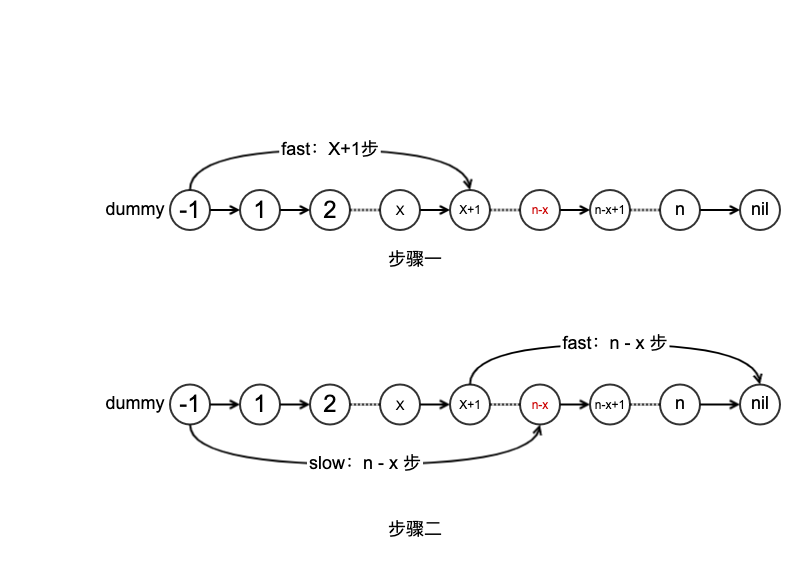 fast：X+1步
dummy -1 1 2 X X+1 n-x n-x+1 n nil
步骤一
fast：n - x 步
dummy -1 1 2 X X+1 n-x n-x+1 n nil
slow：n - x 步
步骤二